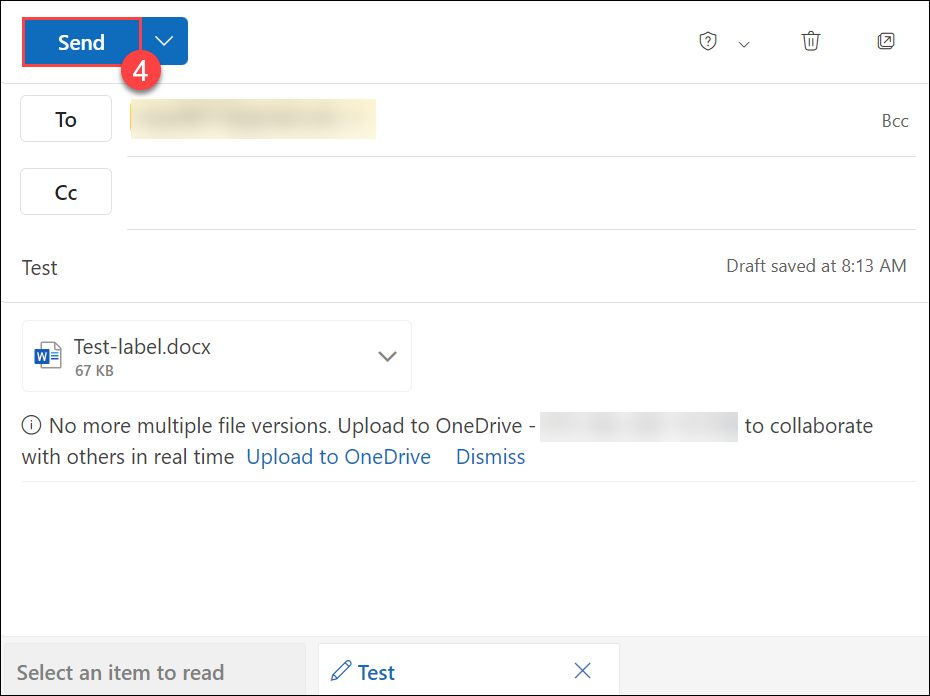 Send
4
To
Bcc
Cc
Test
Draft saved at 8:13 AM
W
Test-label.docx
67 KB
No more multiple file versions. Upload to OneDrive - to collaborate
with others in real time Upload to OneDrive Dismiss
Select an item to read
Test